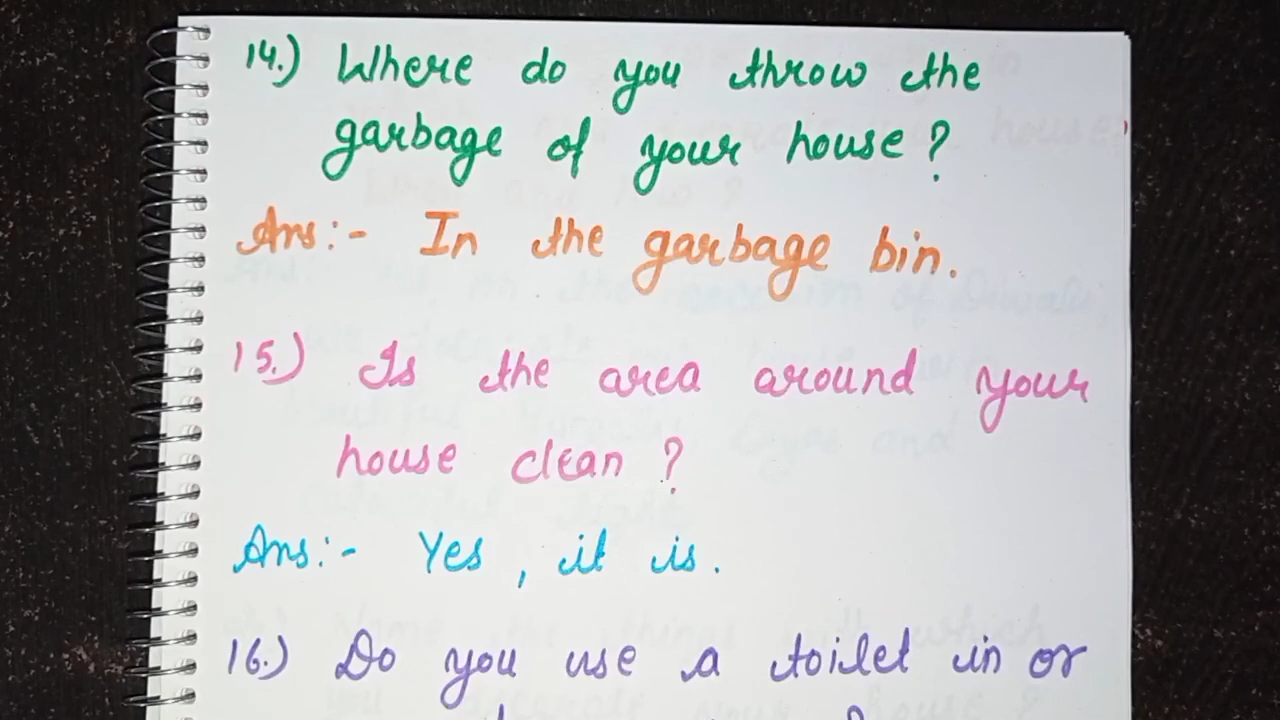 14.) Where do you throw the
garbage of your house?
Ans:- In the garbage bin.
15.) Is the area around your
house clean?
Ans:- Yes, it is.
16.) Do you use a toilet in or